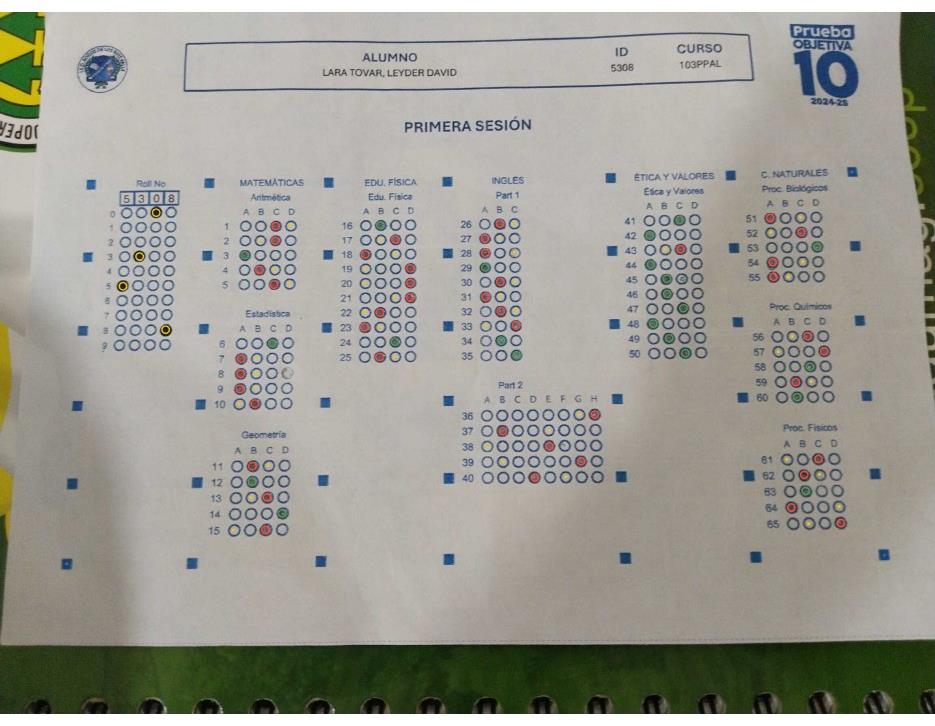 ALUMNO
LARA TOVAR, LEYDER DAVID
ID
5308
CURSO
103PPAL
Prueba
OBJETIVA
10
2024-25
PRIMERA SESIÓN
Roll No
5 3 0 8
0
1
2
3
4
5
6
7
8
9
MATEMÁTICAS
Aritmética
A B C D
1
2
3
4
5
Estadística
A B C D
6
7
8
9
10
Geometría
A B C D
11
12
13
14
15
EDU. FÍSICA
Edu. Física
A B C D
16
17
18
19
20
21
22
23
24
25
INGLÉS
Part 1
A B C
26
27
28
29
30
31
32
33
34
35
Part 2
A B C D E F G H
36
37
38
39
40
ÉTICA Y VALORES
Ética y Valores
A B C D
41
42
43
44
45
46
47
48
49
50
C. NATURALES
Proc. Biológicos
A B C D
51
52
53
54
55
Proc. Químicos
A B C D
56
57
58
59
60
Proc. Físicos
A B C D
61
62
63
64
65